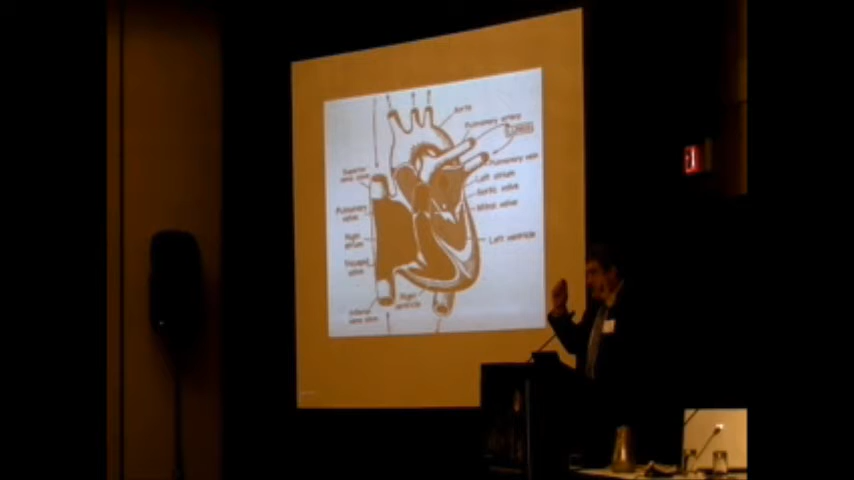 Aorta
Pulmonary artery
LUNGS
Pulmonary vein
Left atrium
Aortic valve
Mitral valve
Left ventricle
Superior
vena cava
Pulmonary
valve
Right
atrium
Tricuspid
valve
Inferior
vena cava
Right
ventricle